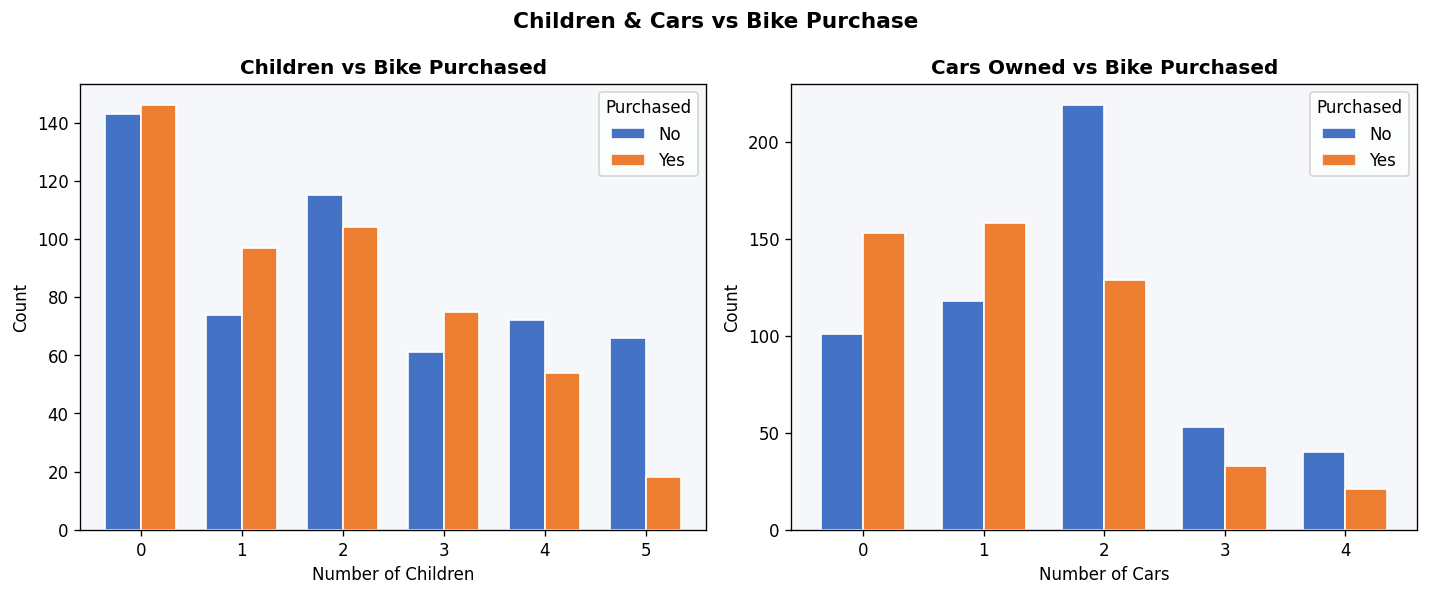 Children & Cars vs Bike Purchase
Children vs Bike Purchased
Count
140
120
100
80
60
40
20
0
0 1 2 3 4 5
Number of Children
Purchased
No
Yes
Cars Owned vs Bike Purchased
Count
200
150
100
50
0
0 1 2 3 4
Number of Cars
Purchased
No
Yes